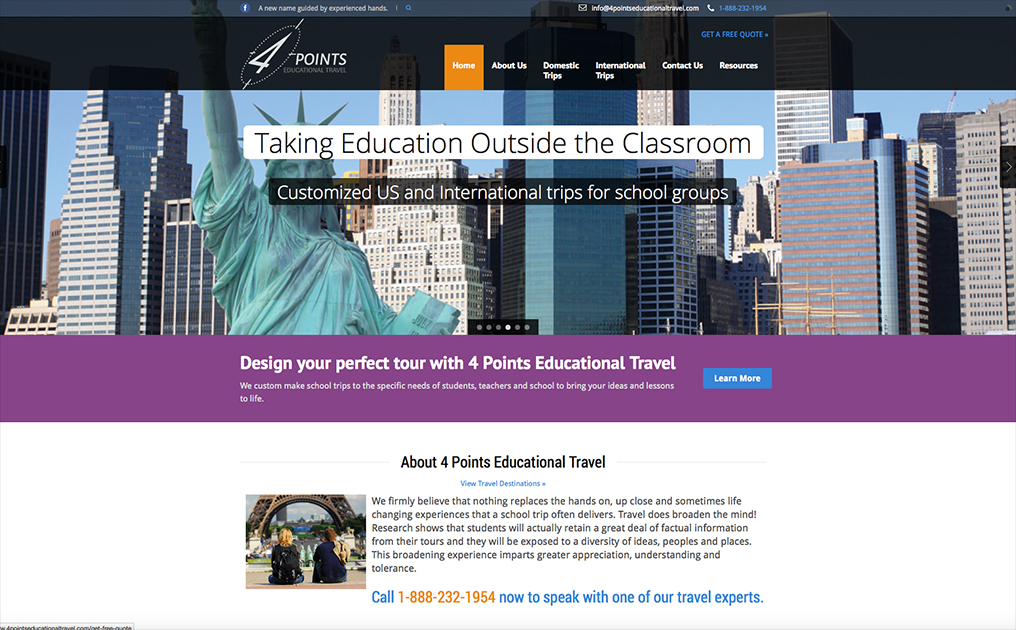 A new name guided by experienced hands. |
info@4pointseducationaltravel.com 1-888-232-1954
GET A FREE QUOTE »
4 POINTS
EDUCATIONAL TRAVEL
Home About Us Domestic Trips International Trips Contact Us Resources
Taking Education Outside the Classroom
Customized US and International trips for school groups
Design your perfect tour with 4 Points Educational Travel
We custom make school trips to the specific needs of students, teachers and school to bring your ideas and lessons
to life.
Learn More
About 4 Points Educational Travel
View Travel Destinations »
We firmly believe that nothing replaces the hands on, up close and sometimes life
changing experiences that a school trip often delivers. Travel does broaden the mind!
Research shows that students will actually retain a great deal of factual information
from their tours and they will be exposed to a diversity of ideas, peoples and places.
This broadening experience imparts greater appreciation, understanding and
tolerance.
Call 1-888-232-1954 now to speak with one of our travel experts.
w.4pointseducationaltravel.com/get-free-quote